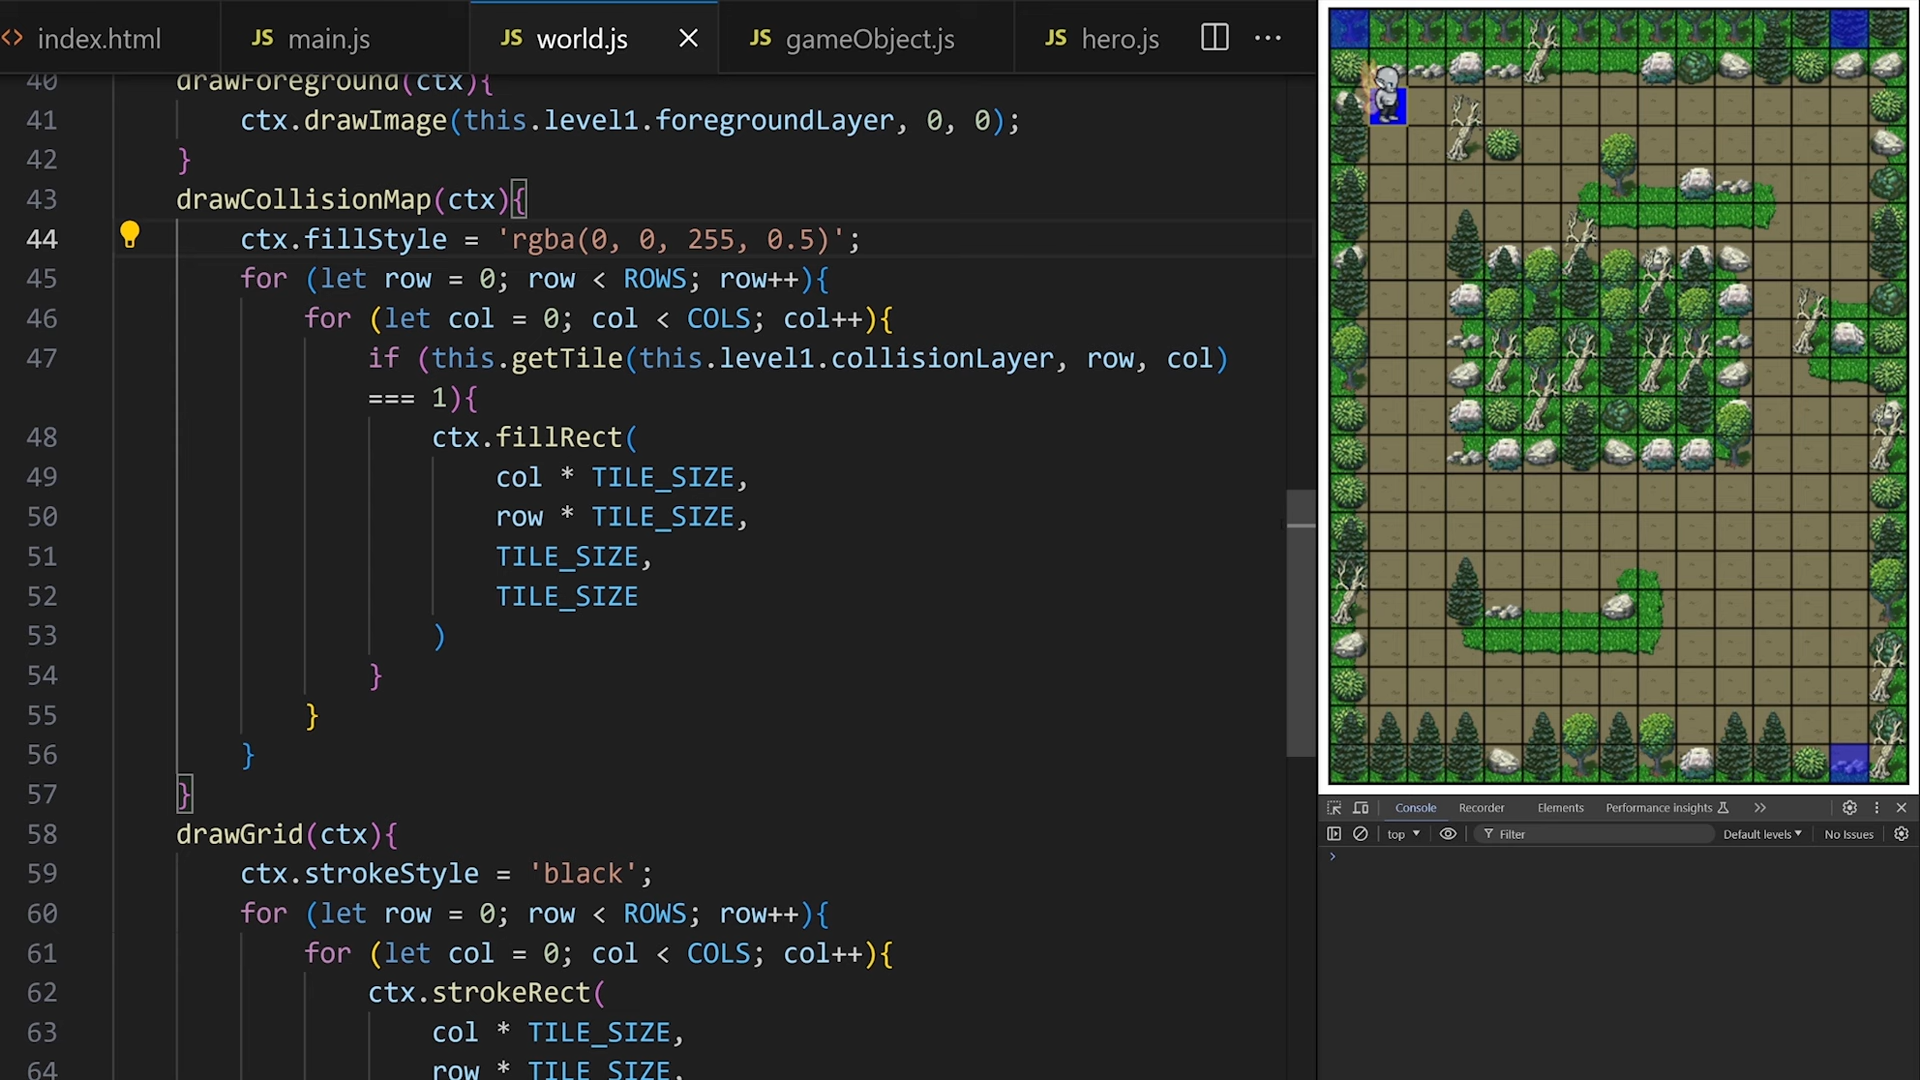 <> index.html JS main.js JS world.js JS gameObject.js JS hero.js
40 drawForeground(ctx){
41 ctx.drawImage(this.level1.foregroundLayer, 0, 0);
42 }
43 drawCollisionMap(ctx){
44 ctx.fillStyle = 'rgba(0, 0, 255, 0.5)';
45 for (let row = 0; row < ROWS; row++){
46 for (let col = 0; col < COLS; col++){
47 if (this.getTile(this.level1.collisionLayer, row, col)
=== 1){
48 ctx.fillRect(
49 col * TILE_SIZE,
50 row * TILE_SIZE,
51 TILE_SIZE,
52 TILE_SIZE
53 )
54 }
55 }
56 }
57 }
58 drawGrid(ctx){
59 ctx.strokeStyle = 'black';
60 for (let row = 0; row < ROWS; row++){
61 for (let col = 0; col < COLS; col++){
62 ctx.strokeRect(
63 col * TILE_SIZE,
64 row * TILE_SIZE,
Console Recorder Elements Performance insights
top Filter Default levels No Issues